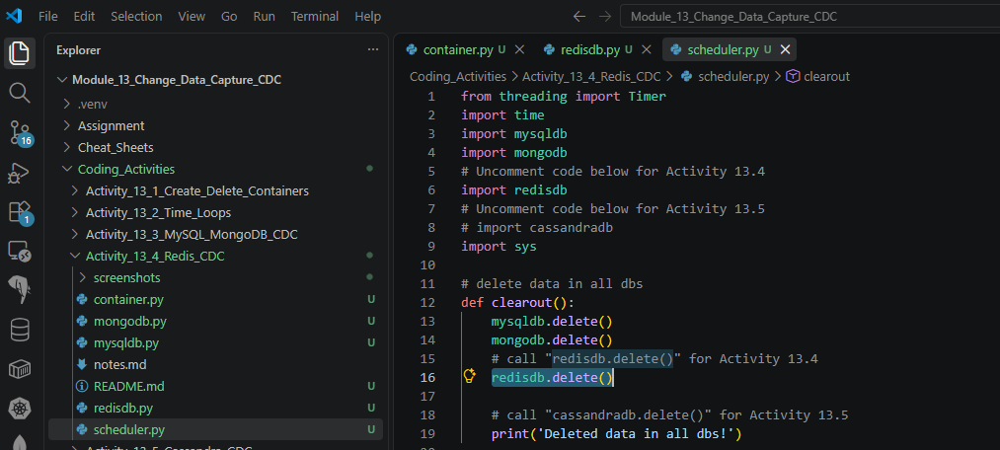 File Edit Selection View Go Run Terminal Help
Module_13_Change_Data_Capture_CDC
Explorer
Module_13_Change_Data_Capture_CDC
.venv
Assignment
Cheat_Sheets
Coding_Activities
Activity_13_1_Create_Delete_Containers
Activity_13_2_Time_Loops
Activity_13_3_MySQL_MongoDB_CDC
Activity_13_4_Redis_CDC
screenshots
container.py U
mongodb.py U
mysqldb.py U
notes.md
README.md U
redisdb.py U
scheduler.py U
16
1
container.py U
redisdb.py U
scheduler.py U
Coding_Activities > Activity_13_4_Redis_CDC > scheduler.py > clearout
1 from threading import Timer
2 import time
3 import mysqldb
4 import mongodb
5 # Uncomment code below for Activity 13.4
6 import redisdb
7 # Uncomment code below for Activity 13.5
8 # import cassandradb
9 import sys
10
11 # delete data in all dbs
12 def clearout():
13 mysqldb.delete()
14 mongodb.delete()
15 # call "redisdb.delete()" for Activity 13.4
16 redisdb.delete()
17
18 # call "cassandradb.delete()" for Activity 13.5
19 print('Deleted data in all dbs!')